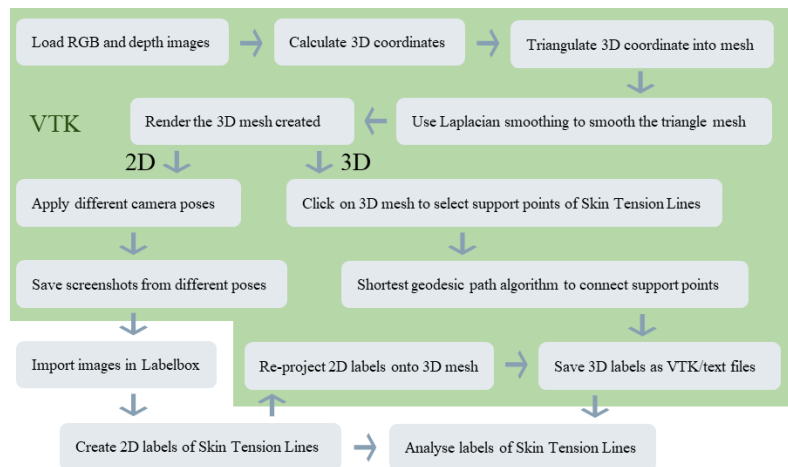 Load RGB and depth images
Calculate 3D coordinates
Triangulate 3D coordinate into mesh
VTK
Render the 3D mesh created
Use Laplacian smoothing to smooth the triangle mesh
2D
3D
Apply different camera poses
Click on 3D mesh to select support points of Skin Tension Lines
Save screenshots from different poses
Shortest geodesic path algorithm to connect support points
Import images in Labelbox
Re-project 2D labels onto 3D mesh
Save 3D labels as VTK/text files
Create 2D labels of Skin Tension Lines
Analyse labels of Skin Tension Lines